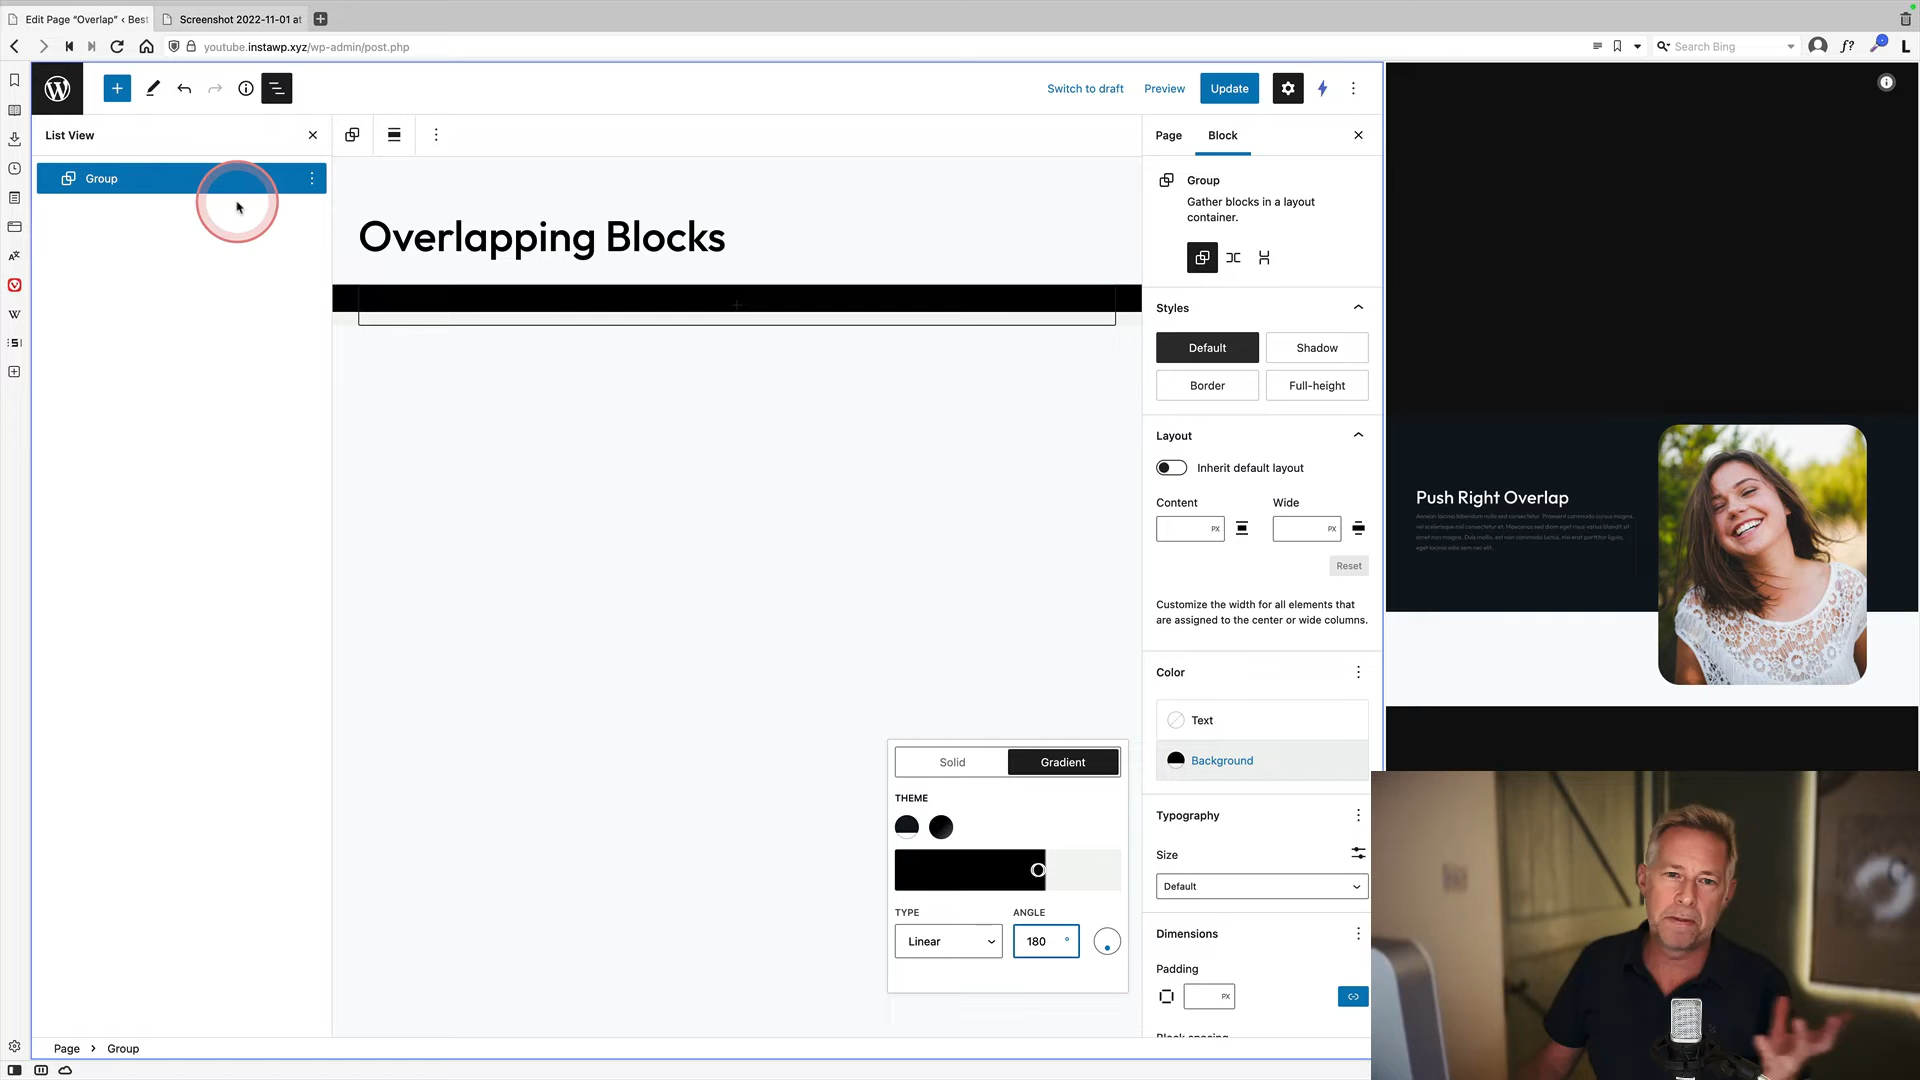 Edit Page “Overlap” ‹ Best
Screenshot 2022-11-01 at
youtube.instawp.xyz/wp-admin/post.php
Search Bing
f?
L
Switch to draft
Preview
Update
List View
Page
Block
Group
Group
Gather blocks in a layout
container.
Overlapping Blocks
Styles
Default
Shadow
Border
Full-height
Layout
Inherit default layout
Content
Wide
PX
PX
Reset
Customize the width for all elements that
are assigned to the center or wide columns.
Color
Text
Background
Solid
Gradient
THEME
TYPE
ANGLE
Linear
180 °
Typography
Size
Default
Dimensions
Padding
PX
Block spacing
Page
Group
Push Right Overlap